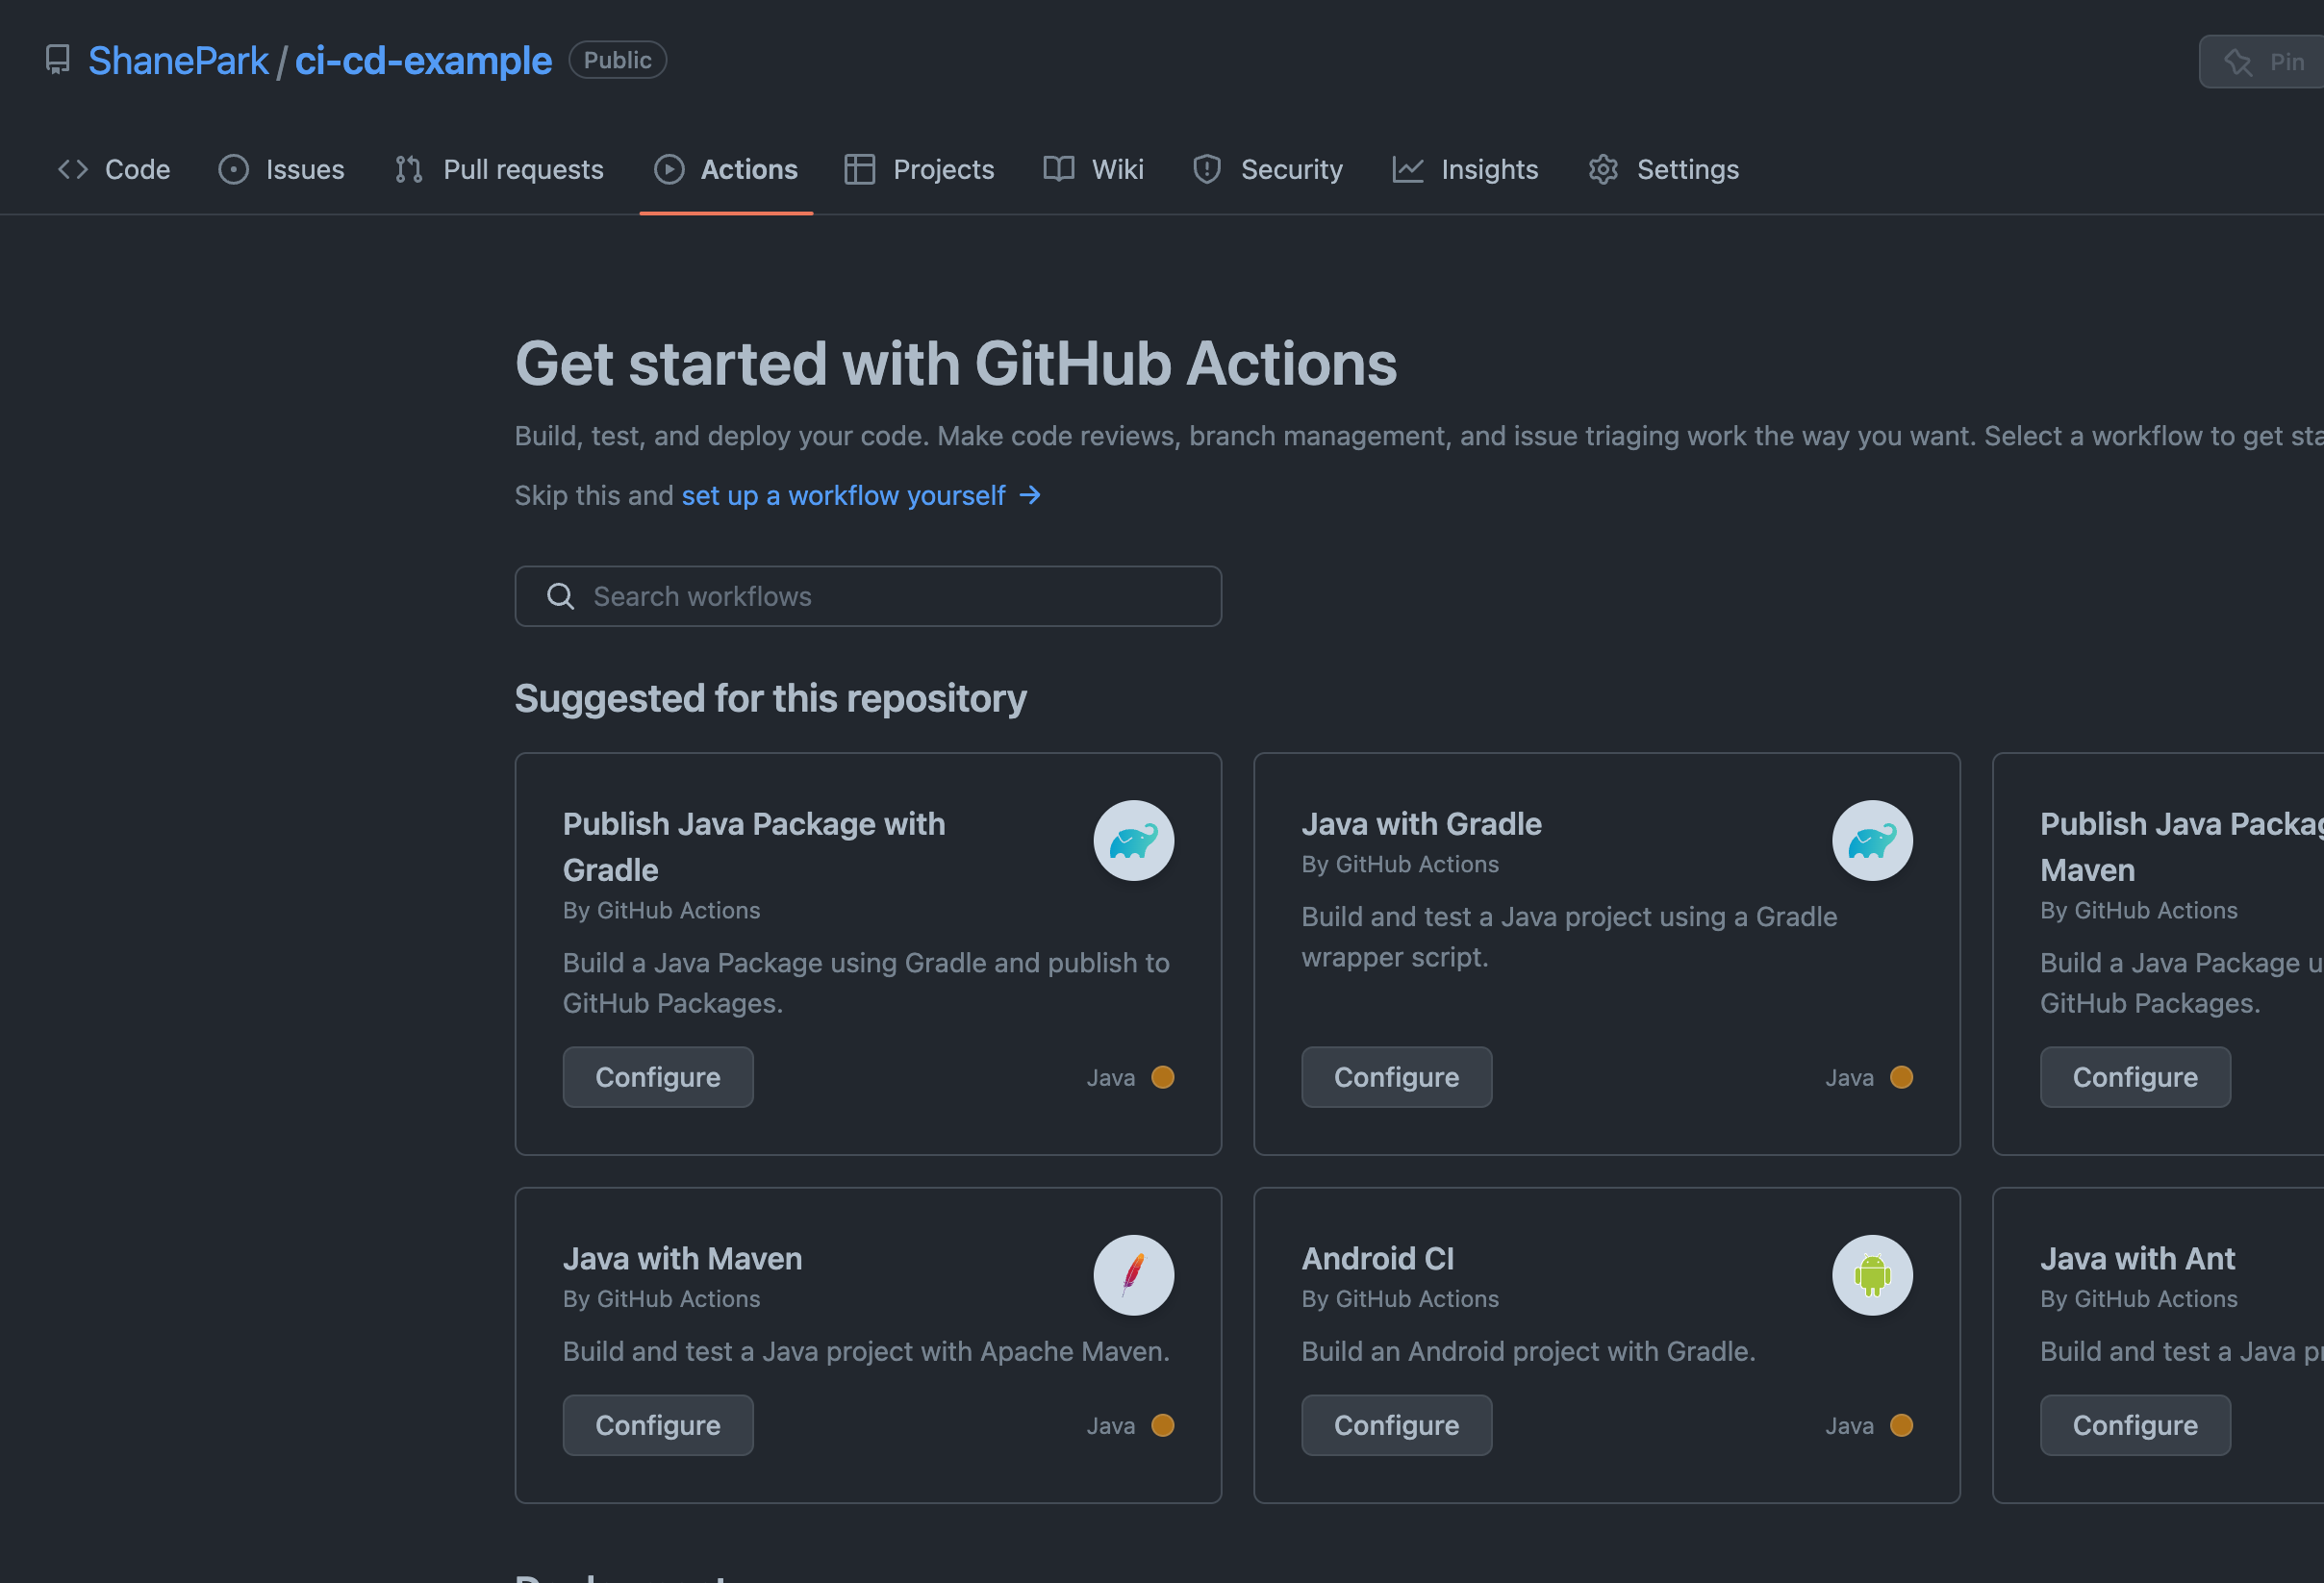 ShanePark / ci-cd-example Public
Pin
Code Issues Pull requests Actions Projects Wiki Security Insights Settings
Get started with GitHub Actions
Build, test, and deploy your code. Make code reviews, branch management, and issue triaging work the way you want. Select a workflow to get sta
Skip this and set up a workflow yourself →
Search workflows
Suggested for this repository
Publish Java Package with
Gradle
By GitHub Actions
Build a Java Package using Gradle and publish to
GitHub Packages.
Configure
Java
Java with Gradle
By GitHub Actions
Build and test a Java project using a Gradle
wrapper script.
Configure
Java
Publish Java Packag
Maven
By GitHub Actions
Build a Java Package u
GitHub Packages.
Configure
Java with Maven
By GitHub Actions
Build and test a Java project with Apache Maven.
Configure
Java
Android CI
By GitHub Actions
Build an Android project with Gradle.
Configure
Java
Java with Ant
By GitHub Actions
Build and test a Java pr
Configure